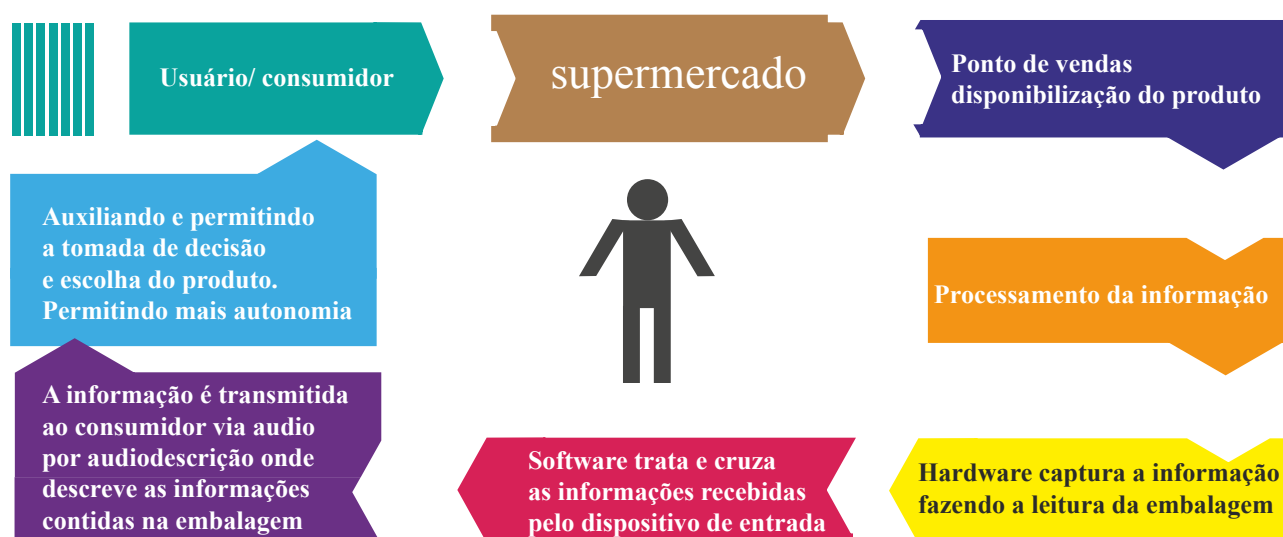 Usuário/ consumidor
supermercado
Ponto de vendas
disponibilização do produto
Processamento da informação
Hardware captura a informação
fazendo a leitura da embalagem
Software trata e cruza
as informações recebidas
pelo dispositivo de entrada
A informação é transmitida
ao consumidor via audio
por audiodescrição onde
descreve as informações
contidas na embalagem
Auxiliando e permitindo
a tomada de decisão
e escolha do produto.
Permitindo mais autonomia